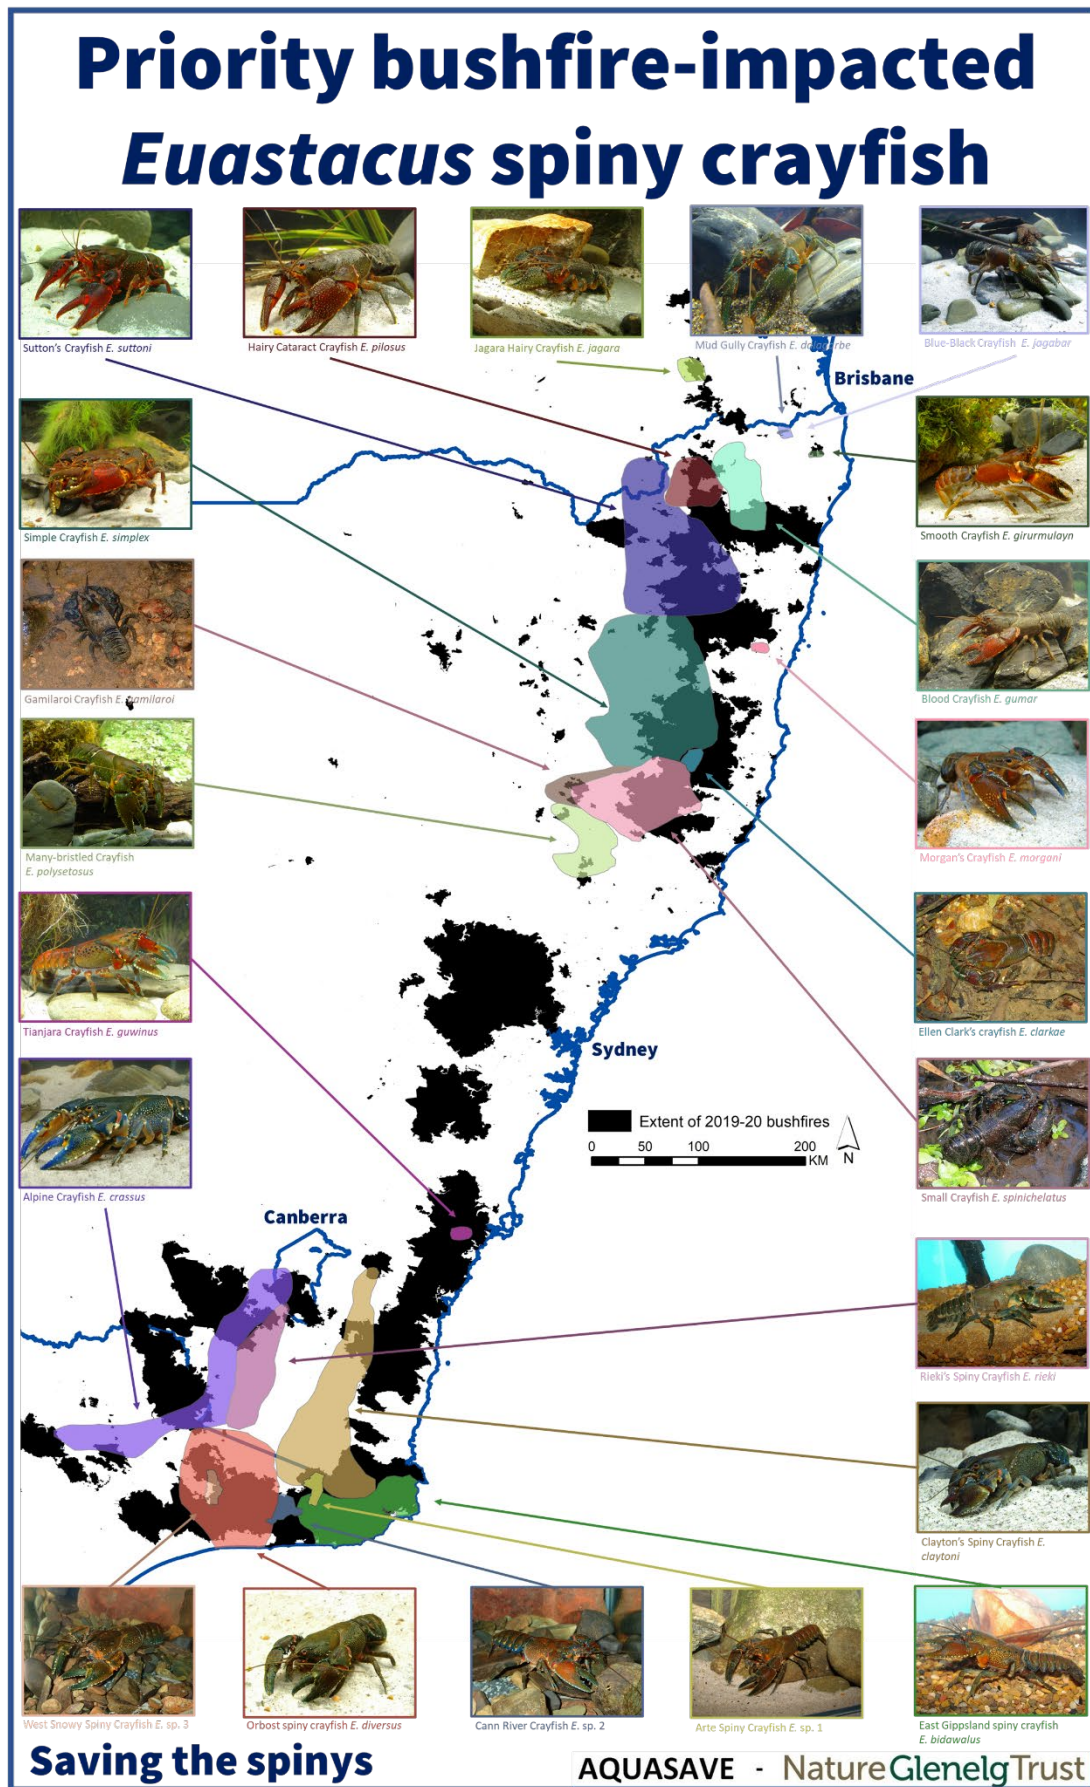 Priority bushfire-impacted
Euastacus spiny crayfish
Sutton's Crayfish E. suttoni
Hairy Cataract Crayfish E. pilosus
Jagara Hairy Crayfish E. jagara
Mud Gully Crayfish E. dalagarbe
Blue-Black Crayfish E. jagabar
Brisbane
Simple Crayfish E. simplex
Smooth Crayfish E. girurmulayn
Gamilaroi Crayfish E. gamilaroi
Blood Crayfish E. gumar
Many-bristled Crayfish
E. polysetosus
Morgan's Crayfish E. morgani
Tianjara Crayfish E. guwinus
Ellen Clark's crayfish E. clarkae
Sydney
Extent of 2019-20 bushfires
0 50 100 200
KM
N
Alpine Crayfish E. crassus
Small Crayfish E. spinichelatus
Canberra
Rieki's Spiny Crayfish E. rieki
Clayton's Spiny Crayfish E.
claytoni
West Snowy Spiny Crayfish E. sp. 3
Orbost spiny crayfish E. diversus
Cann River Crayfish E. sp. 2
Arte Spiny Crayfish E. sp. 1
East Gippsland spiny crayfish
E. bidawalus
Saving the spinys
AQUASAVE - NatureGlenelgTrust